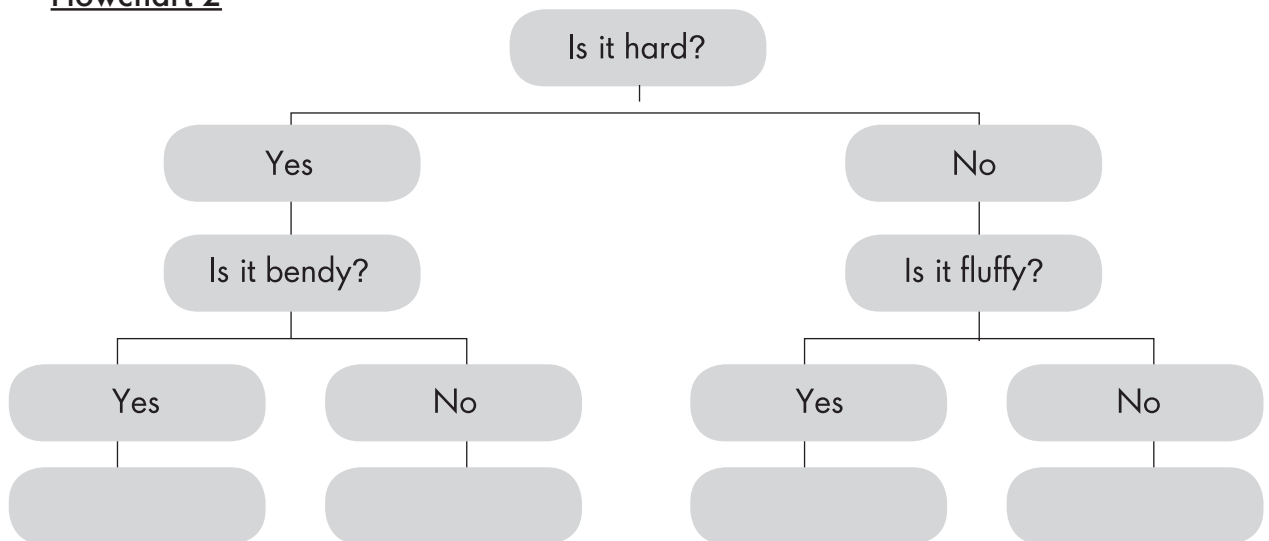 Flowchart 2
Is it hard?
Yes
No
Is it bendy?
Is it fluffy?
Yes
No
Yes
No